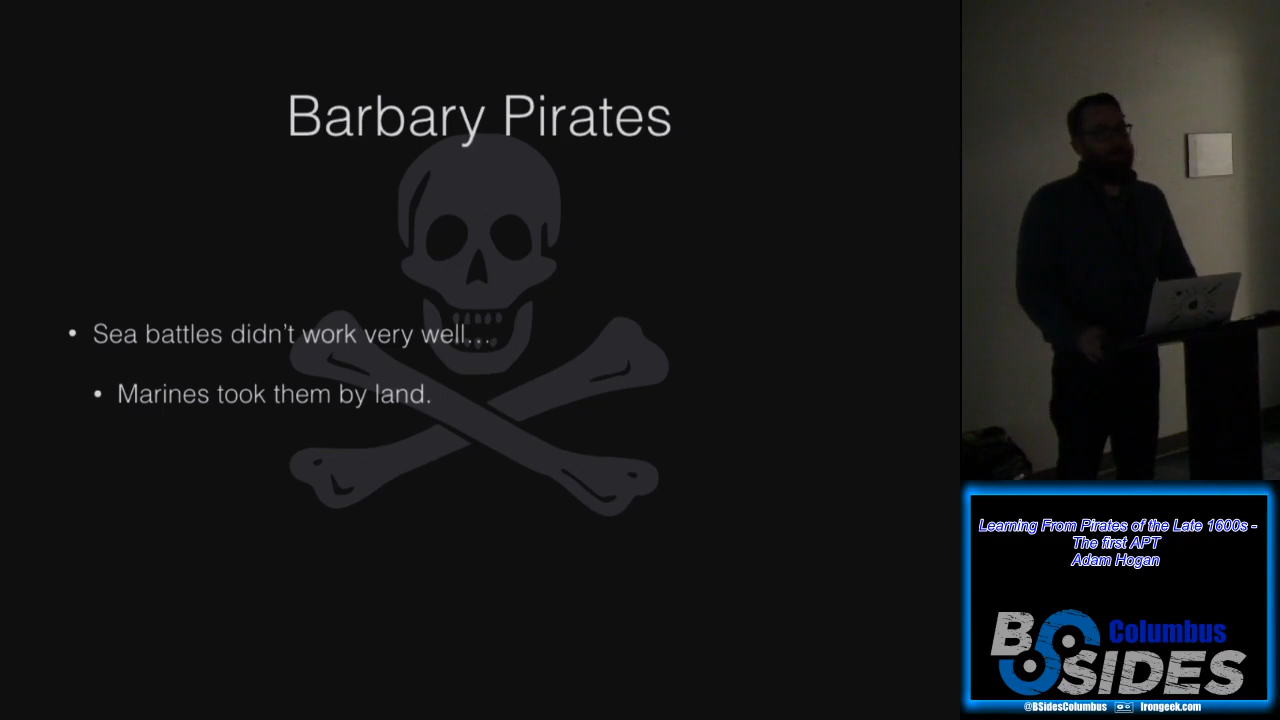 Barbary Pirates
• Sea battles didn't work very well…
• Marines took them by land.
Learning From Pirates of the Late 1600s -
The first APT
Adam Hogan
BSIDES
Columbus
@BSidesColumbus Irongeek.com